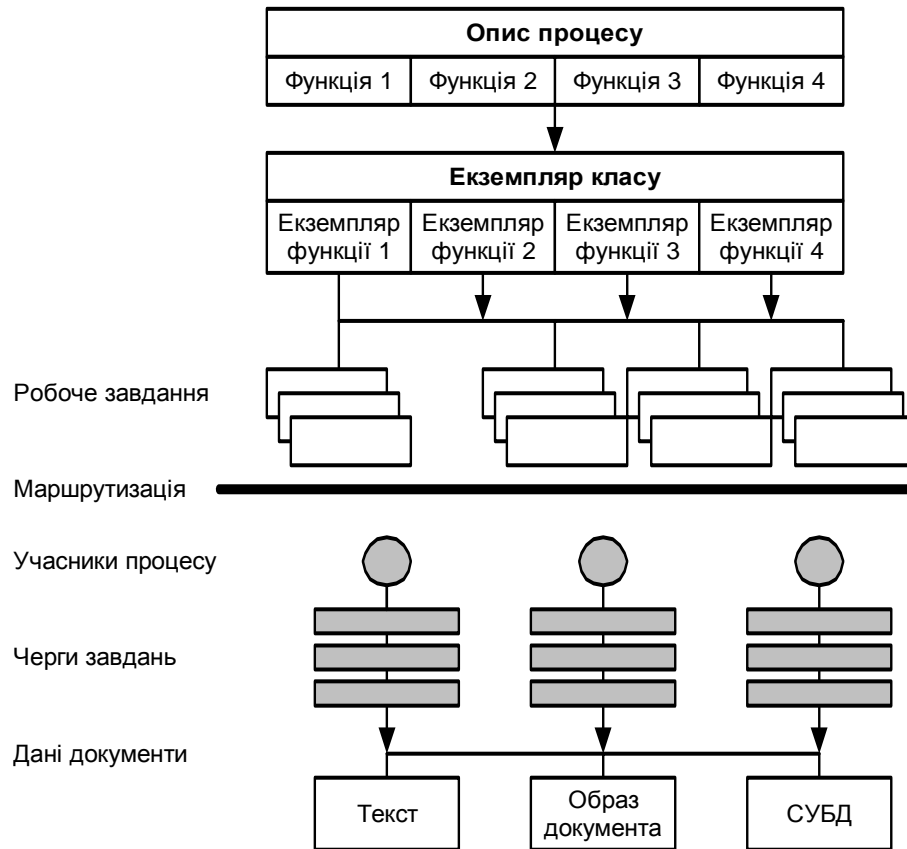 Опис процесу
Функція 1 Функція 2 Функція 3 Функція 4
Екземпляр класу
Екземпляр Екземпляр Екземпляр Екземпляр
функції 1 функції 2 функції 3 функції 4
Робоче завдання
Маршрутизація
Учасники процесу
Черги завдань
Дані документи
Текст
Образ
документа
СУБД